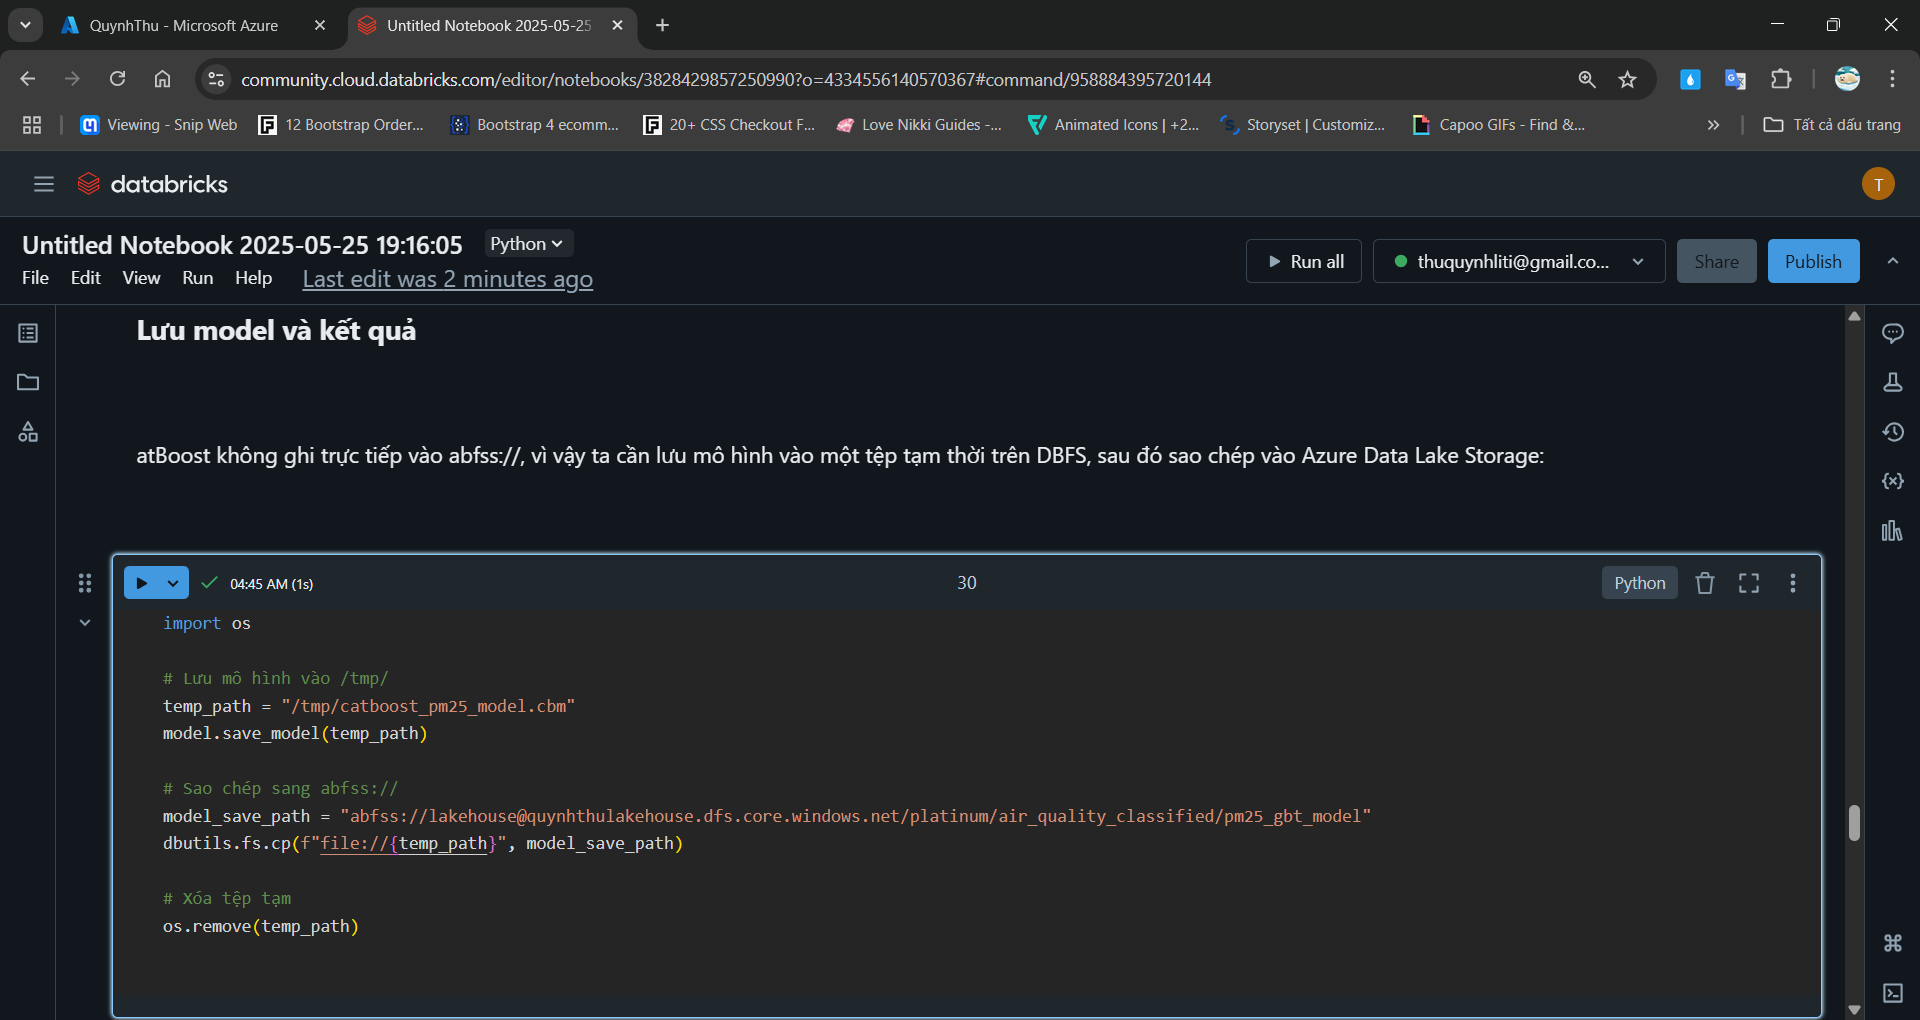 QuynhThu - Microsoft Azure
Untitled Notebook 2025-05-25
community.cloud.databricks.com/editor/notebooks/3828429857250990?o=4334556140570367#command/958884395720144
Viewing - Snip Web
12 Bootstrap Order...
Bootstrap 4 ecomm...
20+ CSS Checkout F...
Love Nikki Guides -...
Animated Icons | +2...
Storyset | Customiz...
Capoo GIFs - Find &...
Tất cả dấu trang
databricks
T
Untitled Notebook 2025-05-25 19:16:05
Python
File Edit View Run Help Last edit was 2 minutes ago
Run all
thuquynhliti@gmail.co...
Share
Publish
Lưu model và kết quả
atBoost không ghi trực tiếp vào abfss://, vì vậy ta cần lưu mô hình vào một tệp tạm thời trên DBFS, sau đó sao chép vào Azure Data Lake Storage:
04:45 AM (1s)
30
Python
import os
# Lưu mô hình vào /tmp/
temp_path = "/tmp/catboost_pm25_model.cbm"
model.save_model(temp_path)
# Sao chép sang abfss://
model_save_path = "abfss://lakehouse@quynhthulakehouse.dfs.core.windows.net/platinum/air_quality_classified/pm25_gbt_model"
dbutils.fs.cp(f"file://{temp_path}", model_save_path)
# Xóa tệp tạm
os.remove(temp_path)